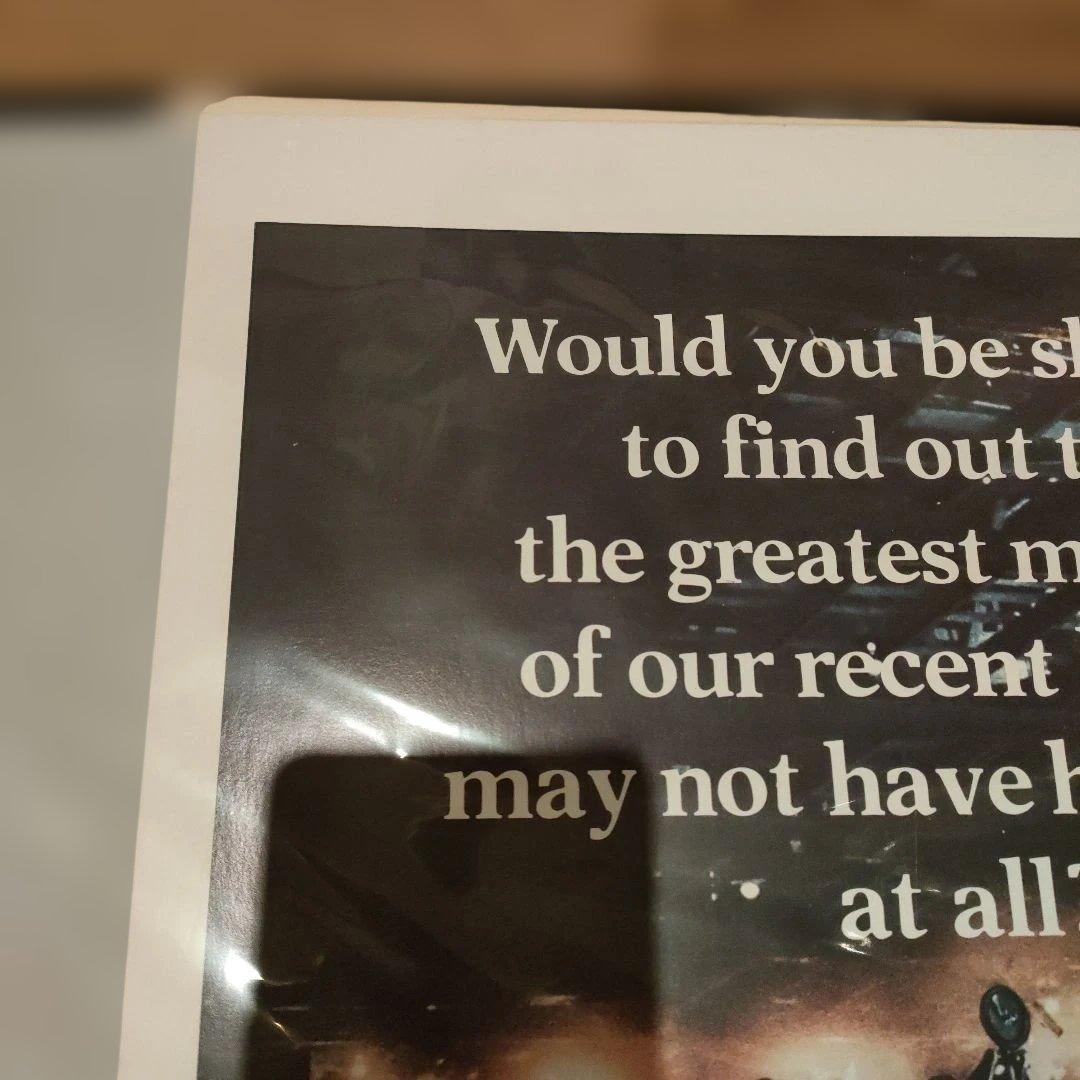 Would you be
to find out
the greatest
of our recent
may not have
at all?